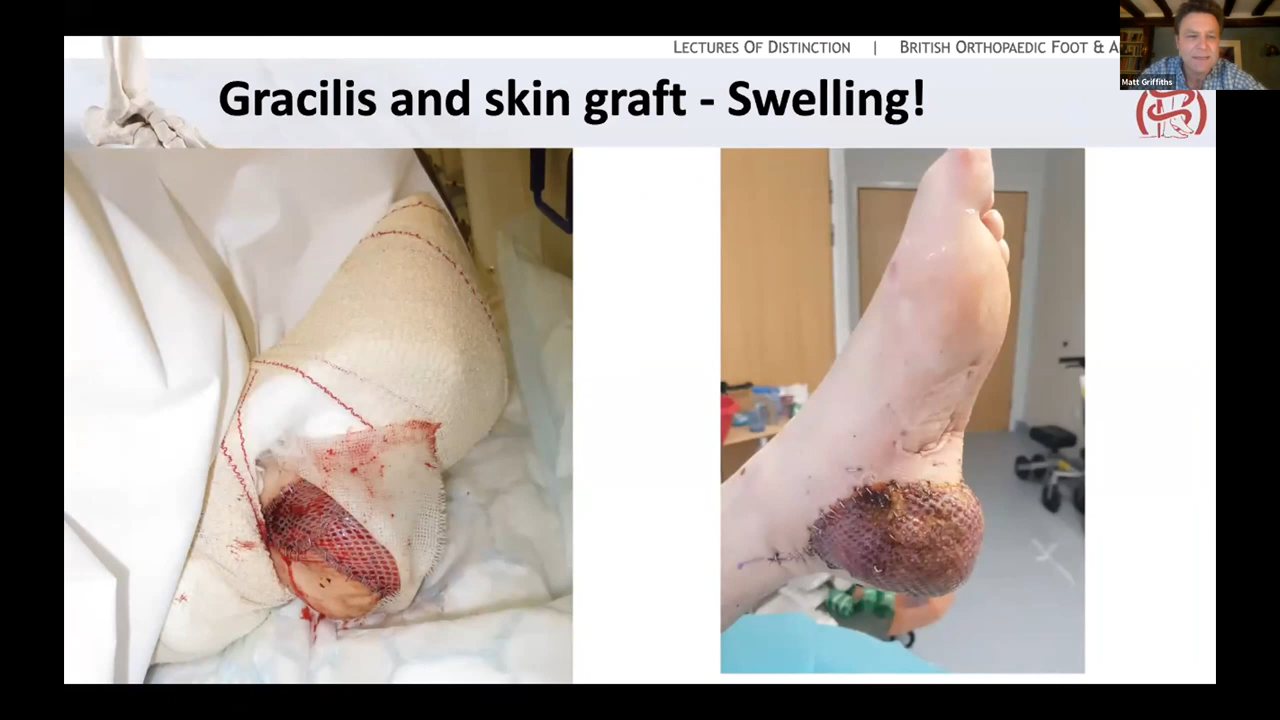 LECTURES OF DISTINCTION | BRITISH ORTHOPAEDIC FOOT & A
Matt Griffiths
Gracilis and skin graft - Swelling!